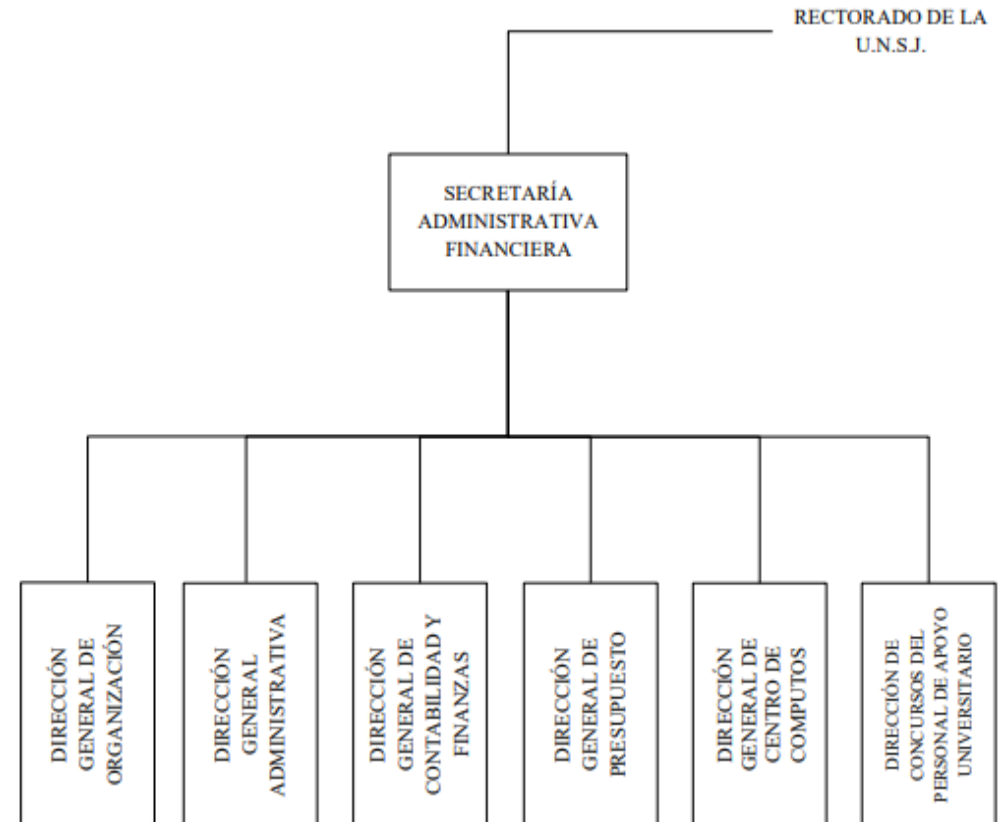 RECTORADO DE LA
U.N.S.J.
SECRETARÍA
ADMINISTRATIVA
FINANCIERA
DIRECCIÓN
GENERAL DE
ORGANIZACIÓN
DIRECCIÓN
GENERAL
ADMINISTRATIVA
DIRECCIÓN
GENERAL DE
CONTABILIDAD Y
FINANZAS
DIRECCIÓN
GENERAL DE
PRESUPUESTO
DIRECCIÓN
GENERAL DE
CENTRO DE
COMPUTOS
DIRECCIÓN DE
CONCURSOS DEL
PERSONAL DE APOYO
UNIVERSITARIO